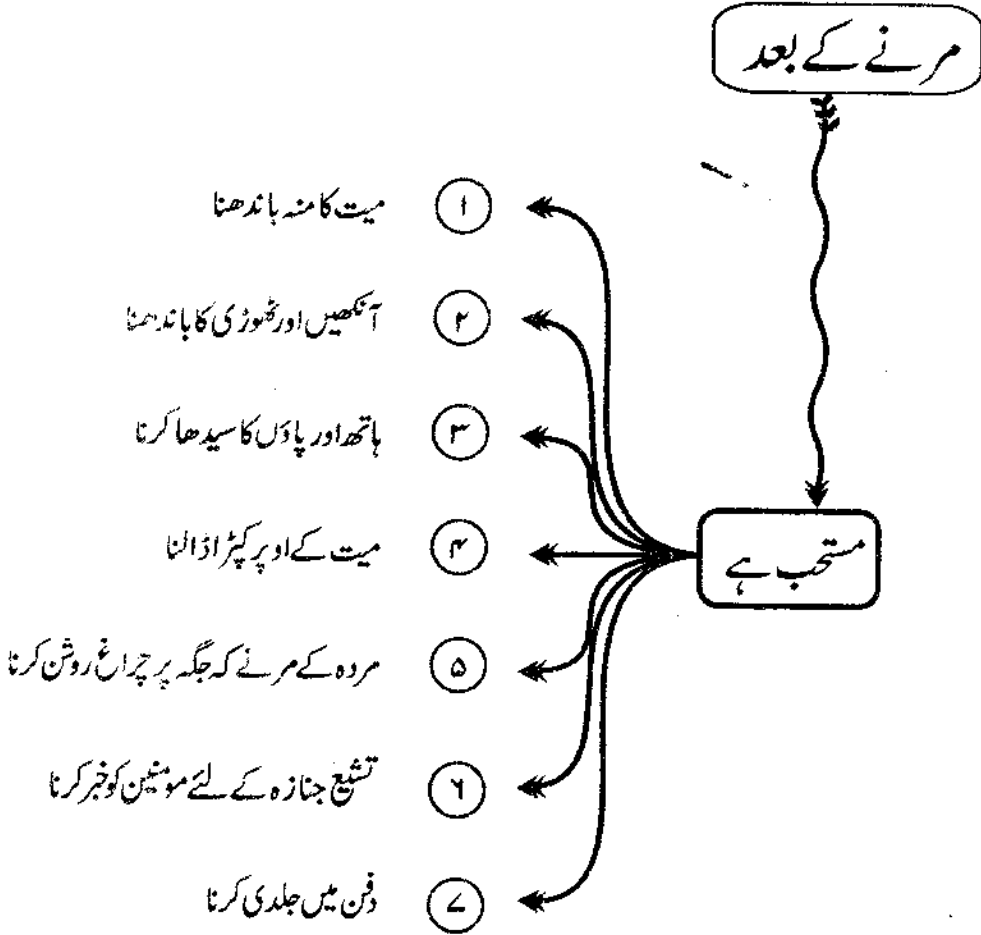 مرنے کے بعد
مستحب ہے
۱ میت کا منہ باندھنا
۲ آنکھیں اور ٹھوڑی کا باندھنا
۳ ہاتھ اور پاؤں کا سیدھا کرنا
۴ میت کے اوپر کپڑا ڈالنا
۵ مردہ کے مرنے کہ جگہ پر چراغ روشن کرنا
۶ تشیع جنازہ کے لئے مومنین کو خبر کرنا
۷ دفن میں جلدی کرنا